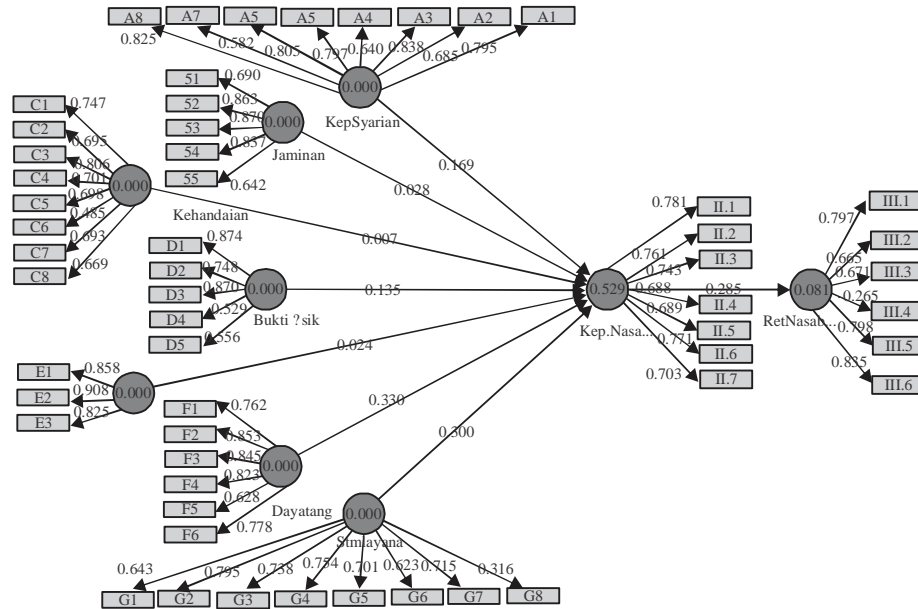 A8 A7 A5 A5 A4 A3 A2 A1
0.825 0.582 0.805 0.797 0.640 0.838 0.685 0.795
0.000
KepSyarian
51 0.690
52 0.863
53 0.870
54 0.837
55 0.642
0.000
Jaminan
C1 0.747
C2 0.695
C3 0.806
C4 0.701
C5 0.698
C6 0.485
C7 0.693
C8 0.669
0.000
Kehandaian
D1 0.874
D2 0.748
D3 0.870
D4 0.529
D5 0.556
0.000
Bukti ?sik
E1 0.858
E2 0.908
E3 0.825
0.000
F1 0.762
F2 0.853
F3 0.845
F4 0.823
F5 0.628
F6 0.778
0.000
Dayatang
0.000
Stmlayana
0.643 0.795 0.738 0.754 0.701 0.623 0.715 0.316
G1 G2 G3 G4 G5 G6 G7 G8
0.169
0.028
0.007
0.135
0.024
0.330
0.300
0.529
Kep.Nasa...
0.781 II.1
0.761 II.2
0.743 II.3
0.688 II.4
0.689 II.5
0.771 II.6
0.703 II.7
0.285
0.081
RetNasab...
0.797 III.1
0.665 III.2
0.671 III.3
0.265 III.4
0.798 III.5
0.835 III.6